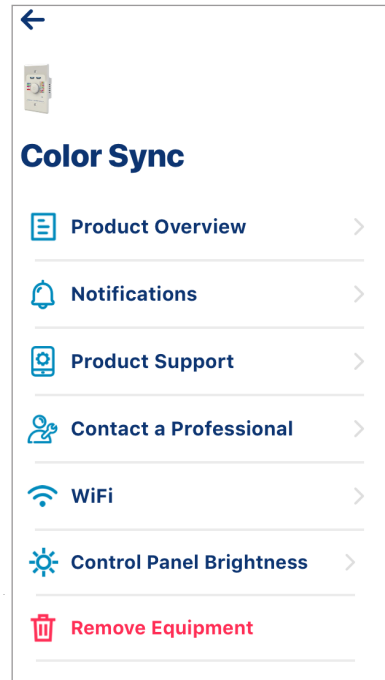 Color Sync
Product Overview
Notifications
Product Support
Contact a Professional
WiFi
Control Panel Brightness
Remove Equipment